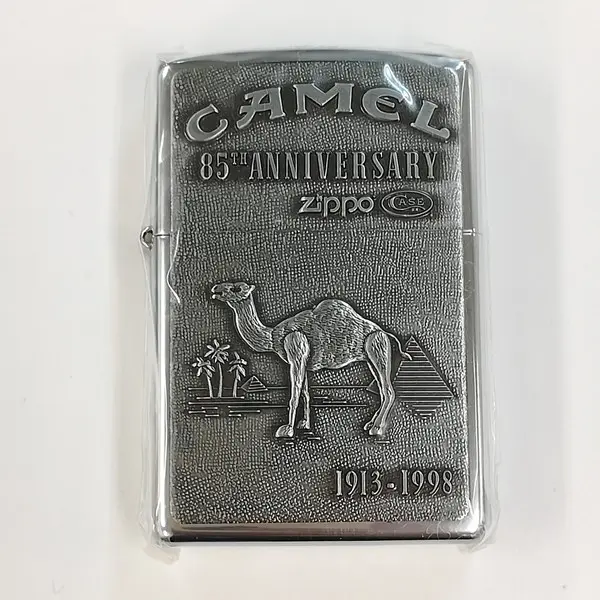 CAMEL
85TH ANNIVERSARY
Zippo CASE
1913-1998